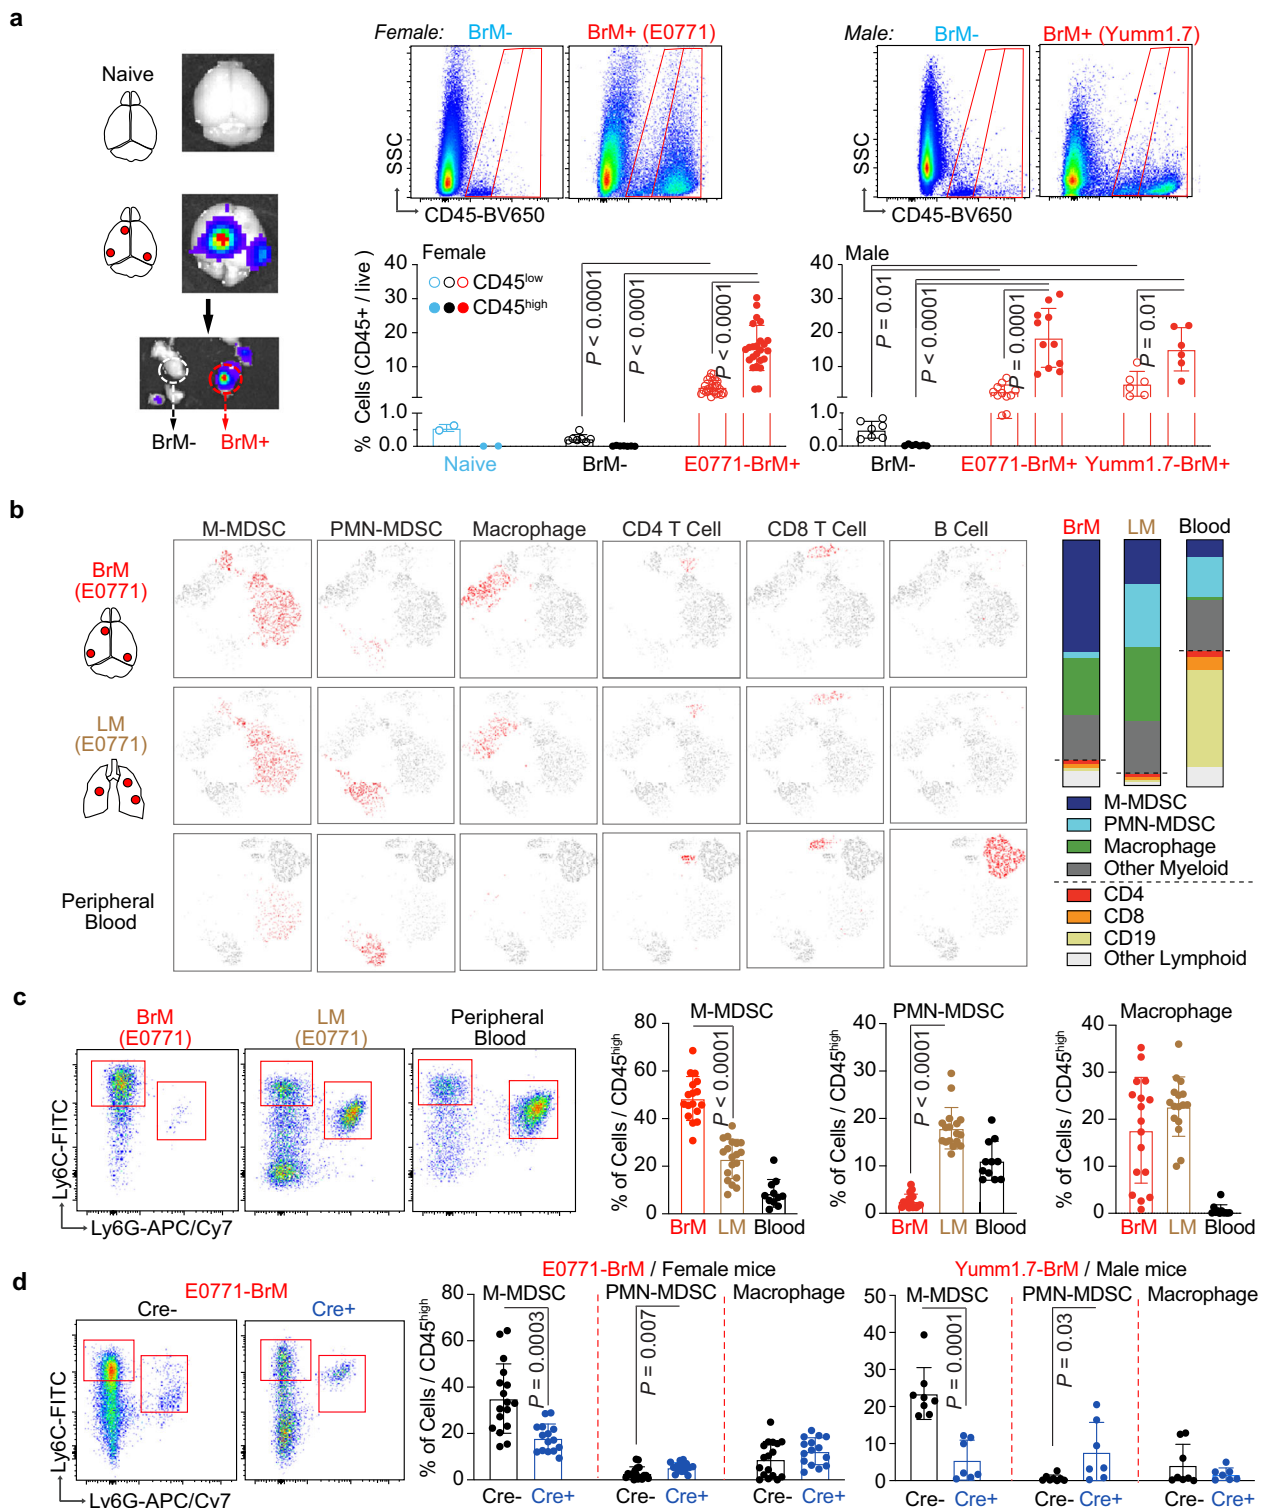 a
Naive
BrM-
BrM+
Female:
BrM-
BrM+ (E0771)
SSC
CD45-BV650
Male:
BrM-
BrM+ (Yumm1.7)
SSC
CD45-BV650
% Cells (CD45+ / live )
Female
CD45low
CD45high
40
30
20
10
1.0
0.0
P < 0.0001
P < 0.0001
P < 0.0001
Naive
BrM-
E0771-BrM+
Male
40
30
20
10
1.0
0.0
P = 0.01
P < 0.0001
P = 0.0001
P = 0.01
BrM-
E0771-BrM+
Yumm1.7-BrM+
b
M-MDSC
PMN-MDSC
Macrophage
CD4 T Cell
CD8 T Cell
B Cell
BrM
(E0771)
LM
(E0771)
Peripheral
Blood
BrM
LM
Blood
M-MDSC
PMN-MDSC
Macrophage
Other Myeloid
CD4
CD8
CD19
Other Lymphoid
c
BrM
(E0771)
LM
(E0771)
Peripheral
Blood
Ly6C-FITC
Ly6G-APC/Cy7
M-MDSC
% of Cells / CD45high
80
60
40
20
0
P < 0.0001
BrM
LM
Blood
PMN-MDSC
% of Cells / CD45high
40
30
20
10
0
P < 0.0001
BrM
LM
Blood
Macrophage
% of Cells / CD45high
40
30
20
10
0
BrM
LM
Blood
d
E0771-BrM
Cre-
Cre+
Ly6C-FITC
Ly6G-APC/Cy7
E0771-BrM / Female mice
M-MDSC
PMN-MDSC
Macrophage
% of Cells / CD45high
80
60
40
20
0
P = 0.0003
P = 0.007
Cre-
Cre+
Cre-
Cre+
Cre-
Cre+
Yumm1.7-BrM / Male mice
M-MDSC
PMN-MDSC
Macrophage
50
40
30
20
10
0
P = 0.0001
P = 0.03
Cre-
Cre+
Cre-
Cre+
Cre-
Cre+